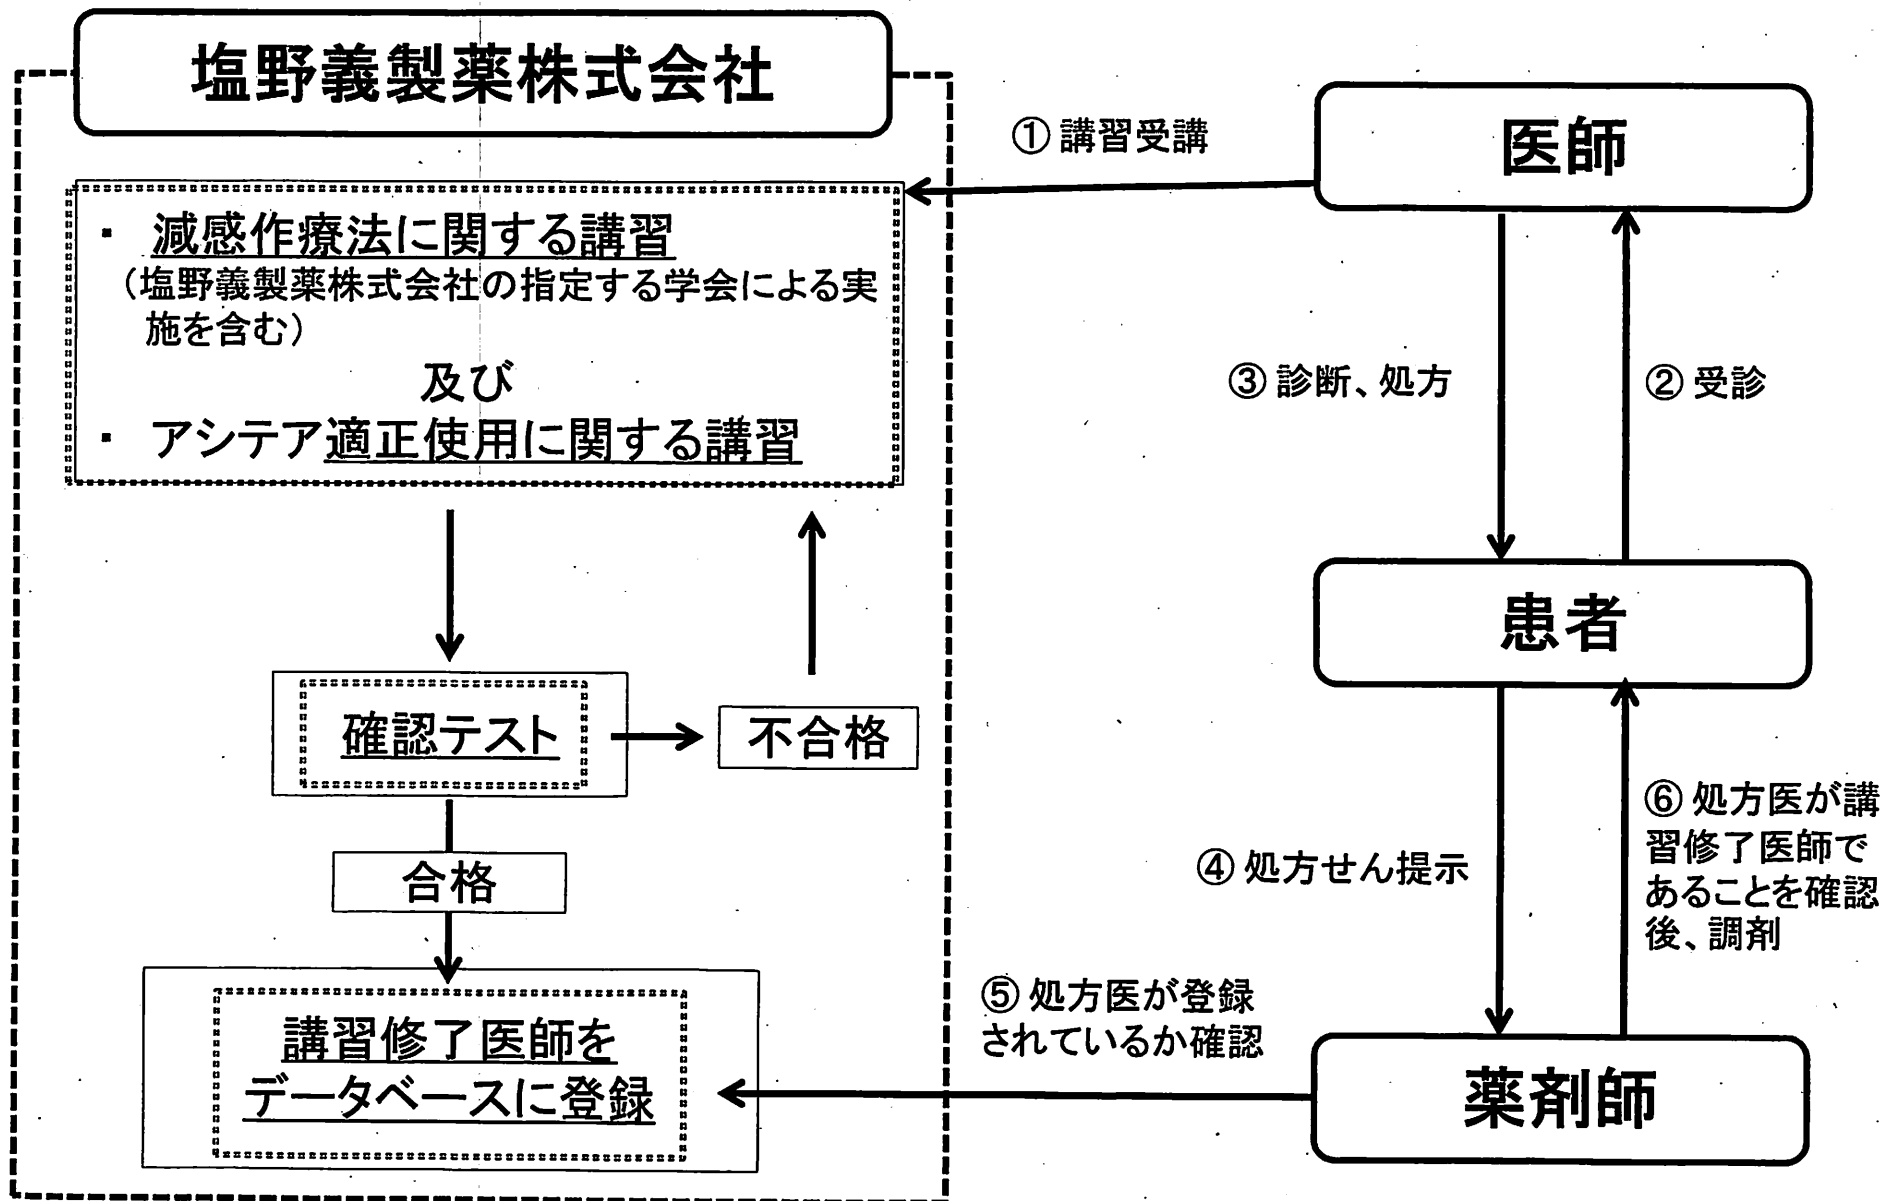 塩野義製薬株式会社
・ 減感作療法に関する講習
（塩野義製薬株式会社の指定する学会による実
施を含む）
及び
・ アシテア適正使用に関する講習
確認テスト
不合格
合格
講習修了医師を
データベースに登録
① 講習受講
医師
③ 診断、処方
② 受診
患者
④ 処方せん提示
⑥ 処方医が講
習修了医師で
あることを確認
後、調剤
⑤ 処方医が登録
されているか確認
薬剤師